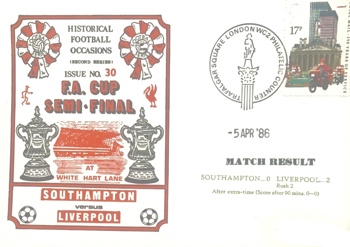 HISTORICAL
FOOTBALL
OCCASIONS
(SECOND SERIES)
ISSUE NO. 30
F.A. CUP
SEMI-FINAL
AT
WHITE HART LANE
SOUTHAMPTON
versus
LIVERPOOL
TRAFALGAR SQUARE LONDON WC2 PHILATELIC COUNTER
17P
-5 APR '86
MATCH RESULT
SOUTHAMPTON...0 LIVERPOOL...2
Rush 2
After extra-time (Score after 90 mins. 0—0)